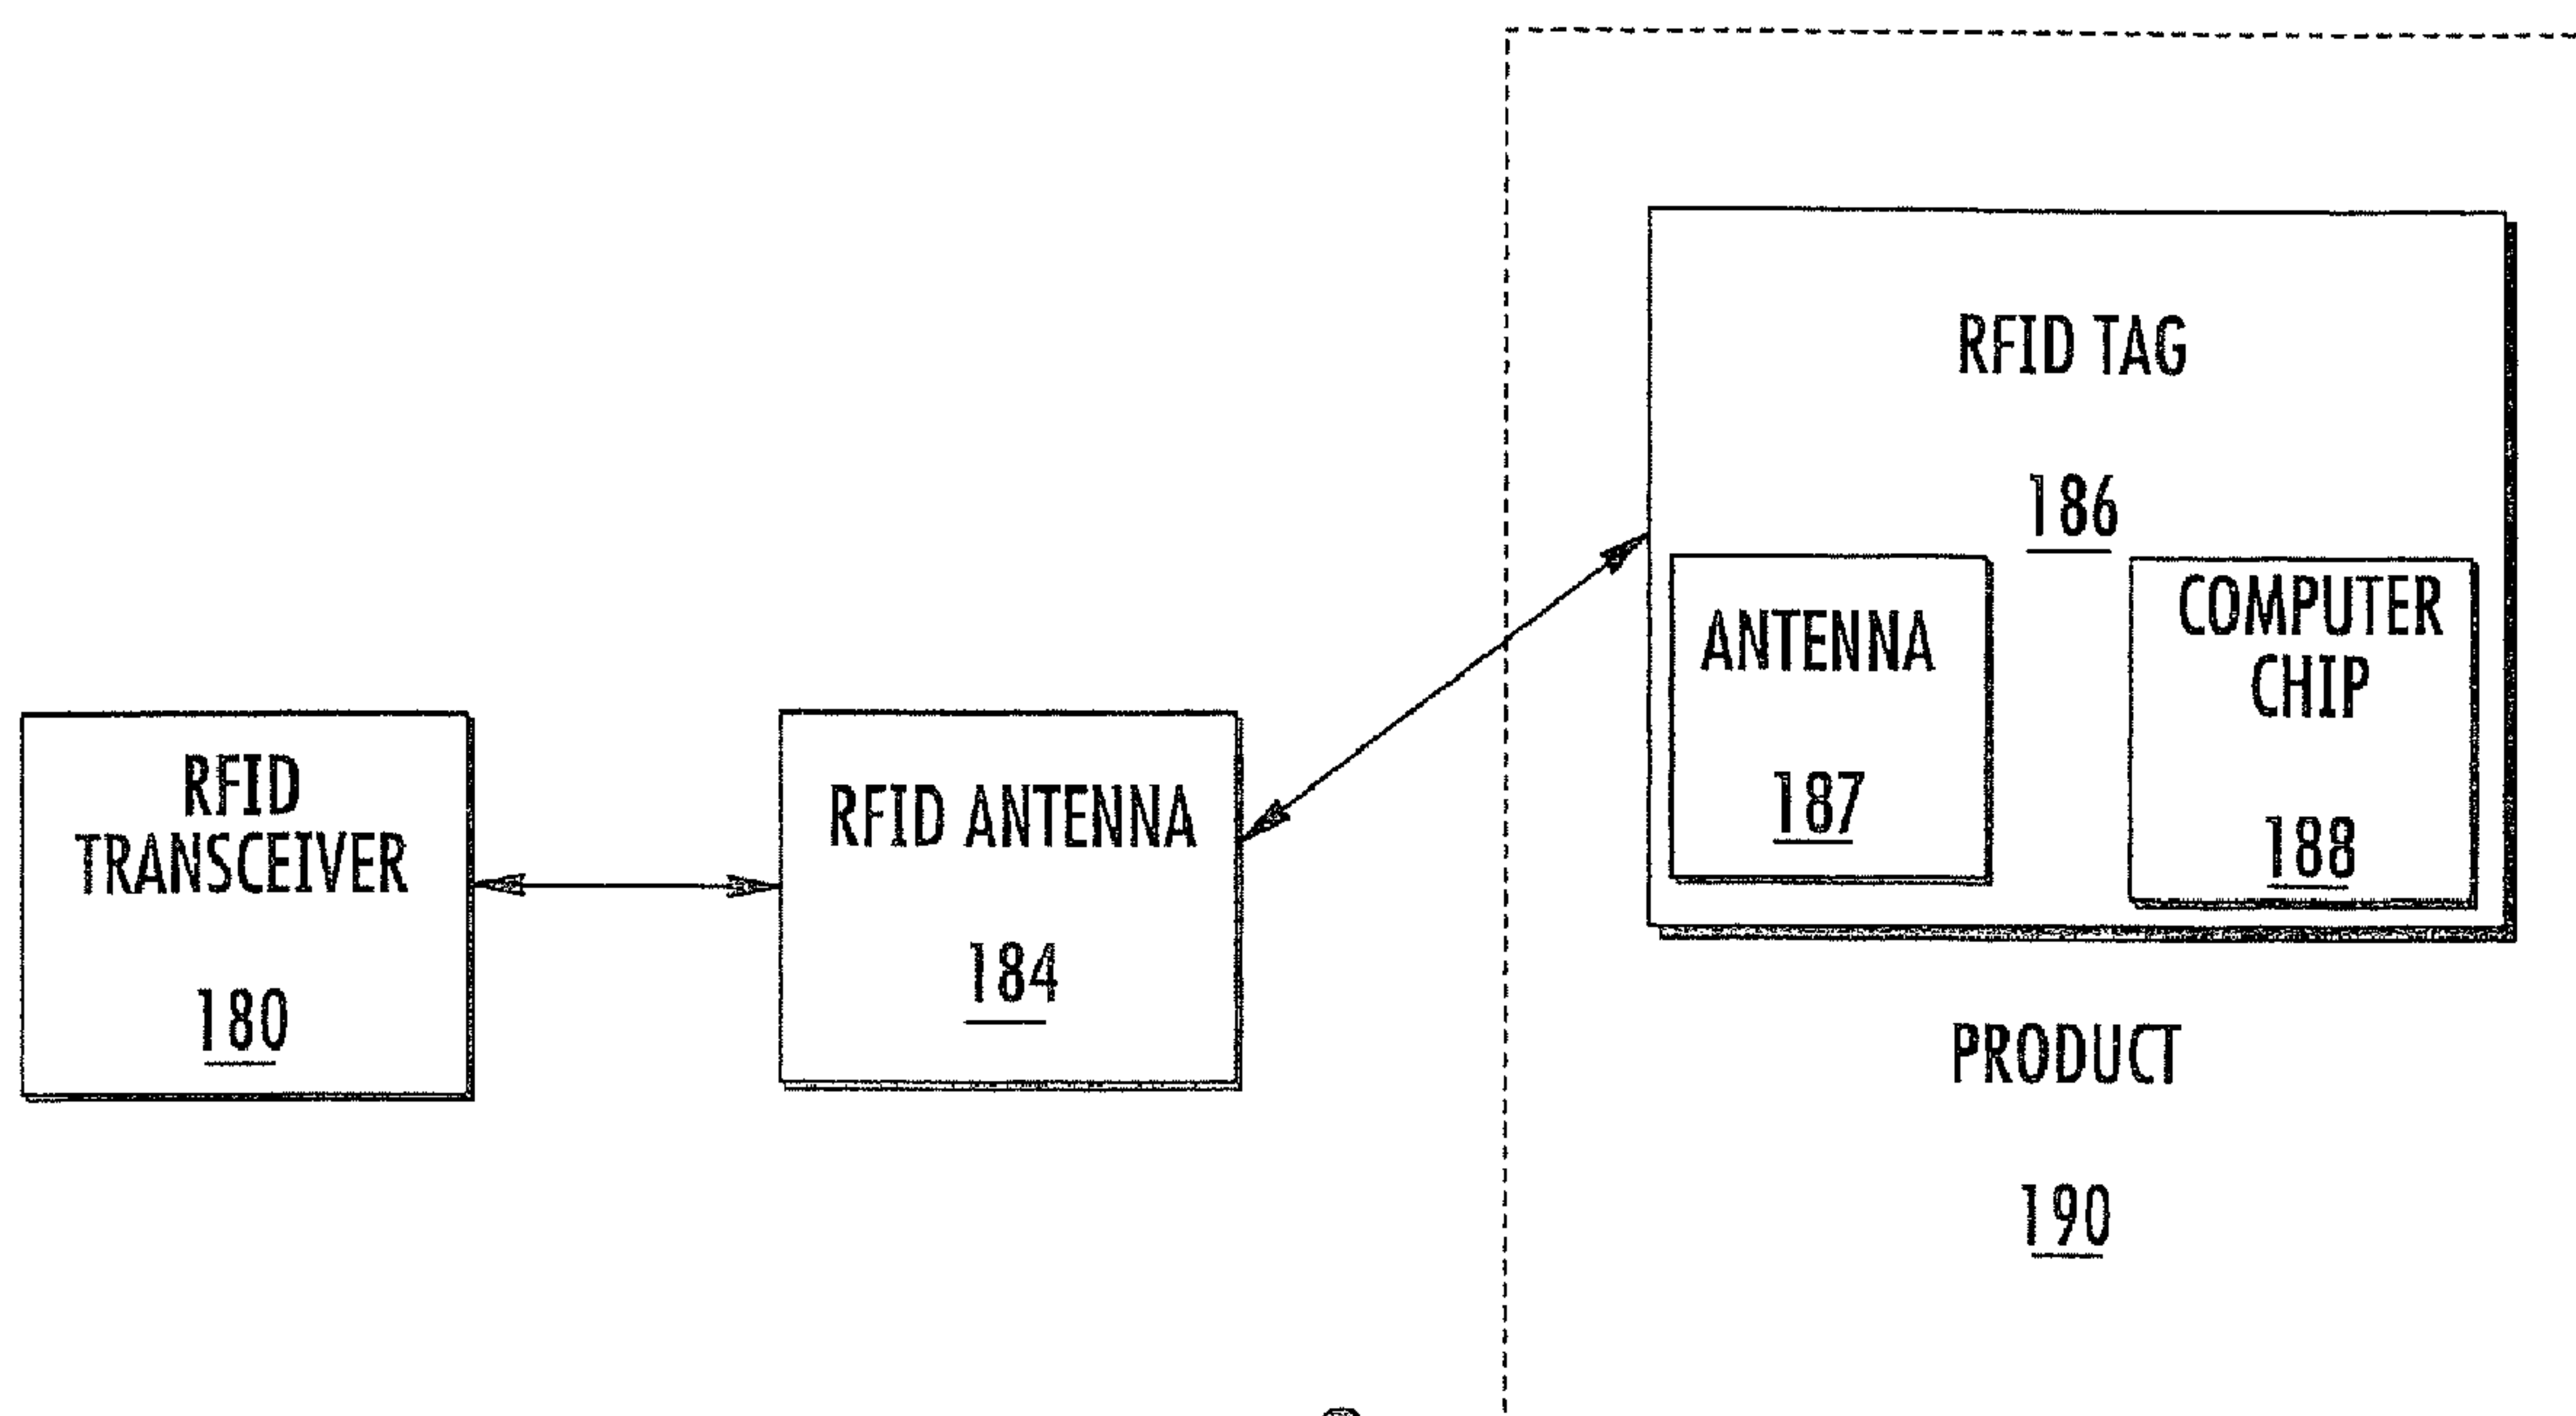 RFID
TRANSCEIVER
180
RFID ANTENNA
184
RFID TAG
186
ANTENNA
187
COMPUTER
CHIP
188
PRODUCT
190